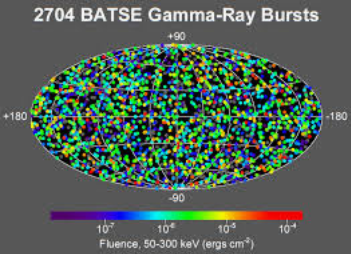 2704 BATSE Gamma-Ray Bursts
+90
+180
-180
-90
10⁻⁷ 10⁻⁶ 10⁻⁵ 10⁻⁴
Fluence, 50-300 keV (ergs cm⁻²)